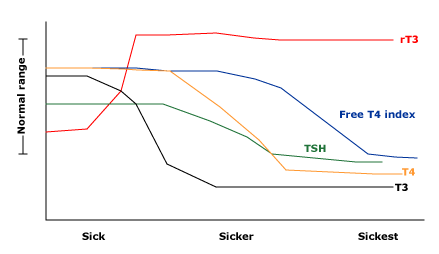 rT3
Normal range
Free T4 index
TSH
T4
T3
Sick
Sicker
Sickest